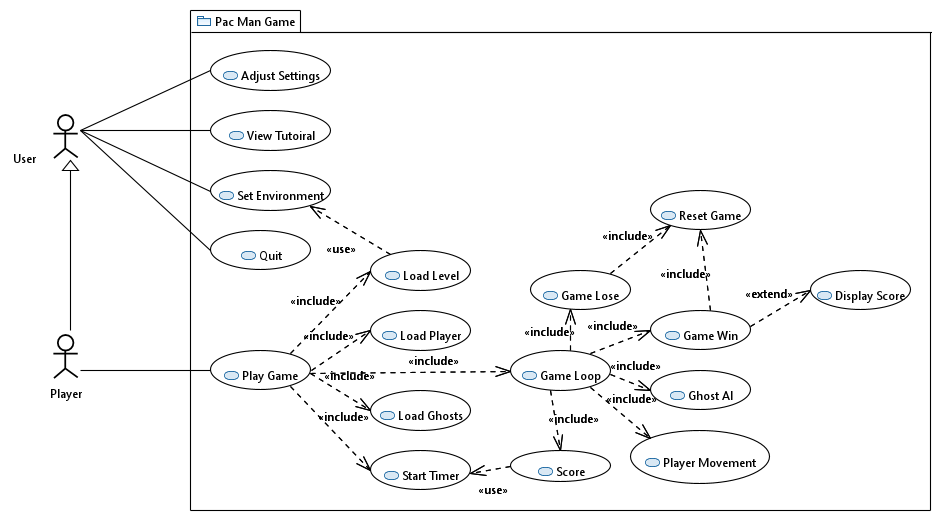 Pac Man Game
Adjust Settings
View Tutoiral
User
Set Environment
Reset Game
«include»
«use»
Quit
Load Level
«include»
Game Lose
«extend»
Display Score
«include»
«include»
«include»
«include»
Load Player
Game Win
«include»
Play Game
«include»
«include»
Game Loop
«include»
Player
Ghost AI
«include»
Load Ghosts
«include»
«include»
Player Movement
Start Timer
Score
«use»